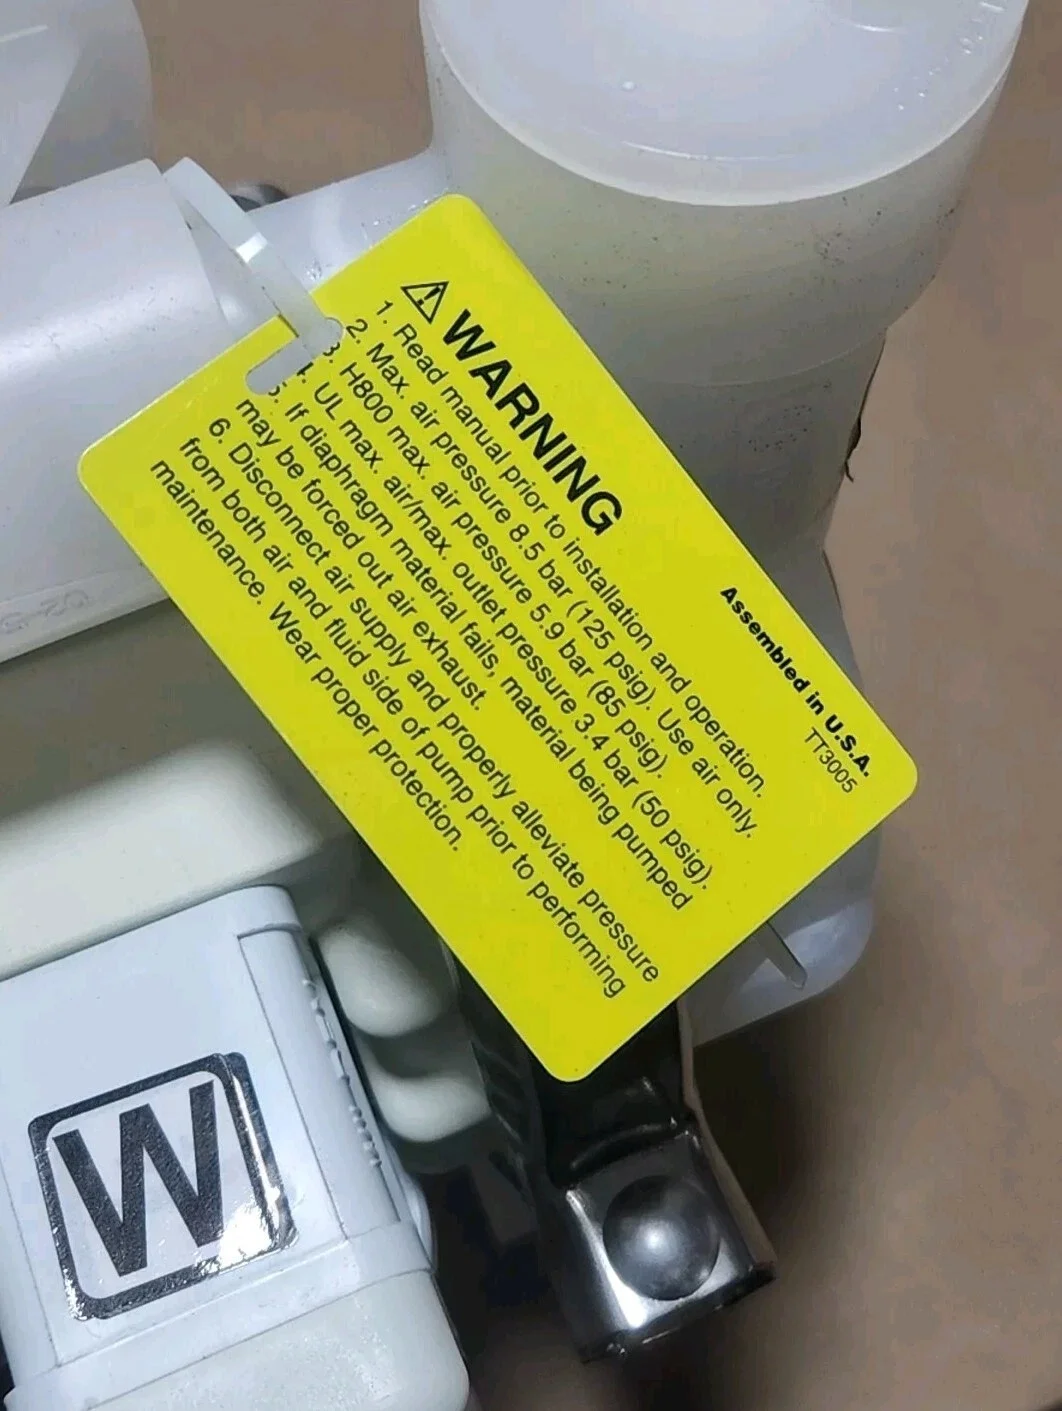 WARNING
1. Read manual prior to installation and operation.
2. Max. air pressure 8.5 bar (125 psig). Use air only.
3. H800 max. air pressure 5.9 bar (85 psig).
4. UL max. air/max. outlet pressure 3.4 bar (50 psig).
5. If diaphragm material fails, material being pumped
may be forced out air exhaust.
6. Disconnect air supply and properly alleviate pressure
from both air and fluid side of pump prior to performing
maintenance. Wear proper protection.
Assembled in U.S.A.
TT3005
W